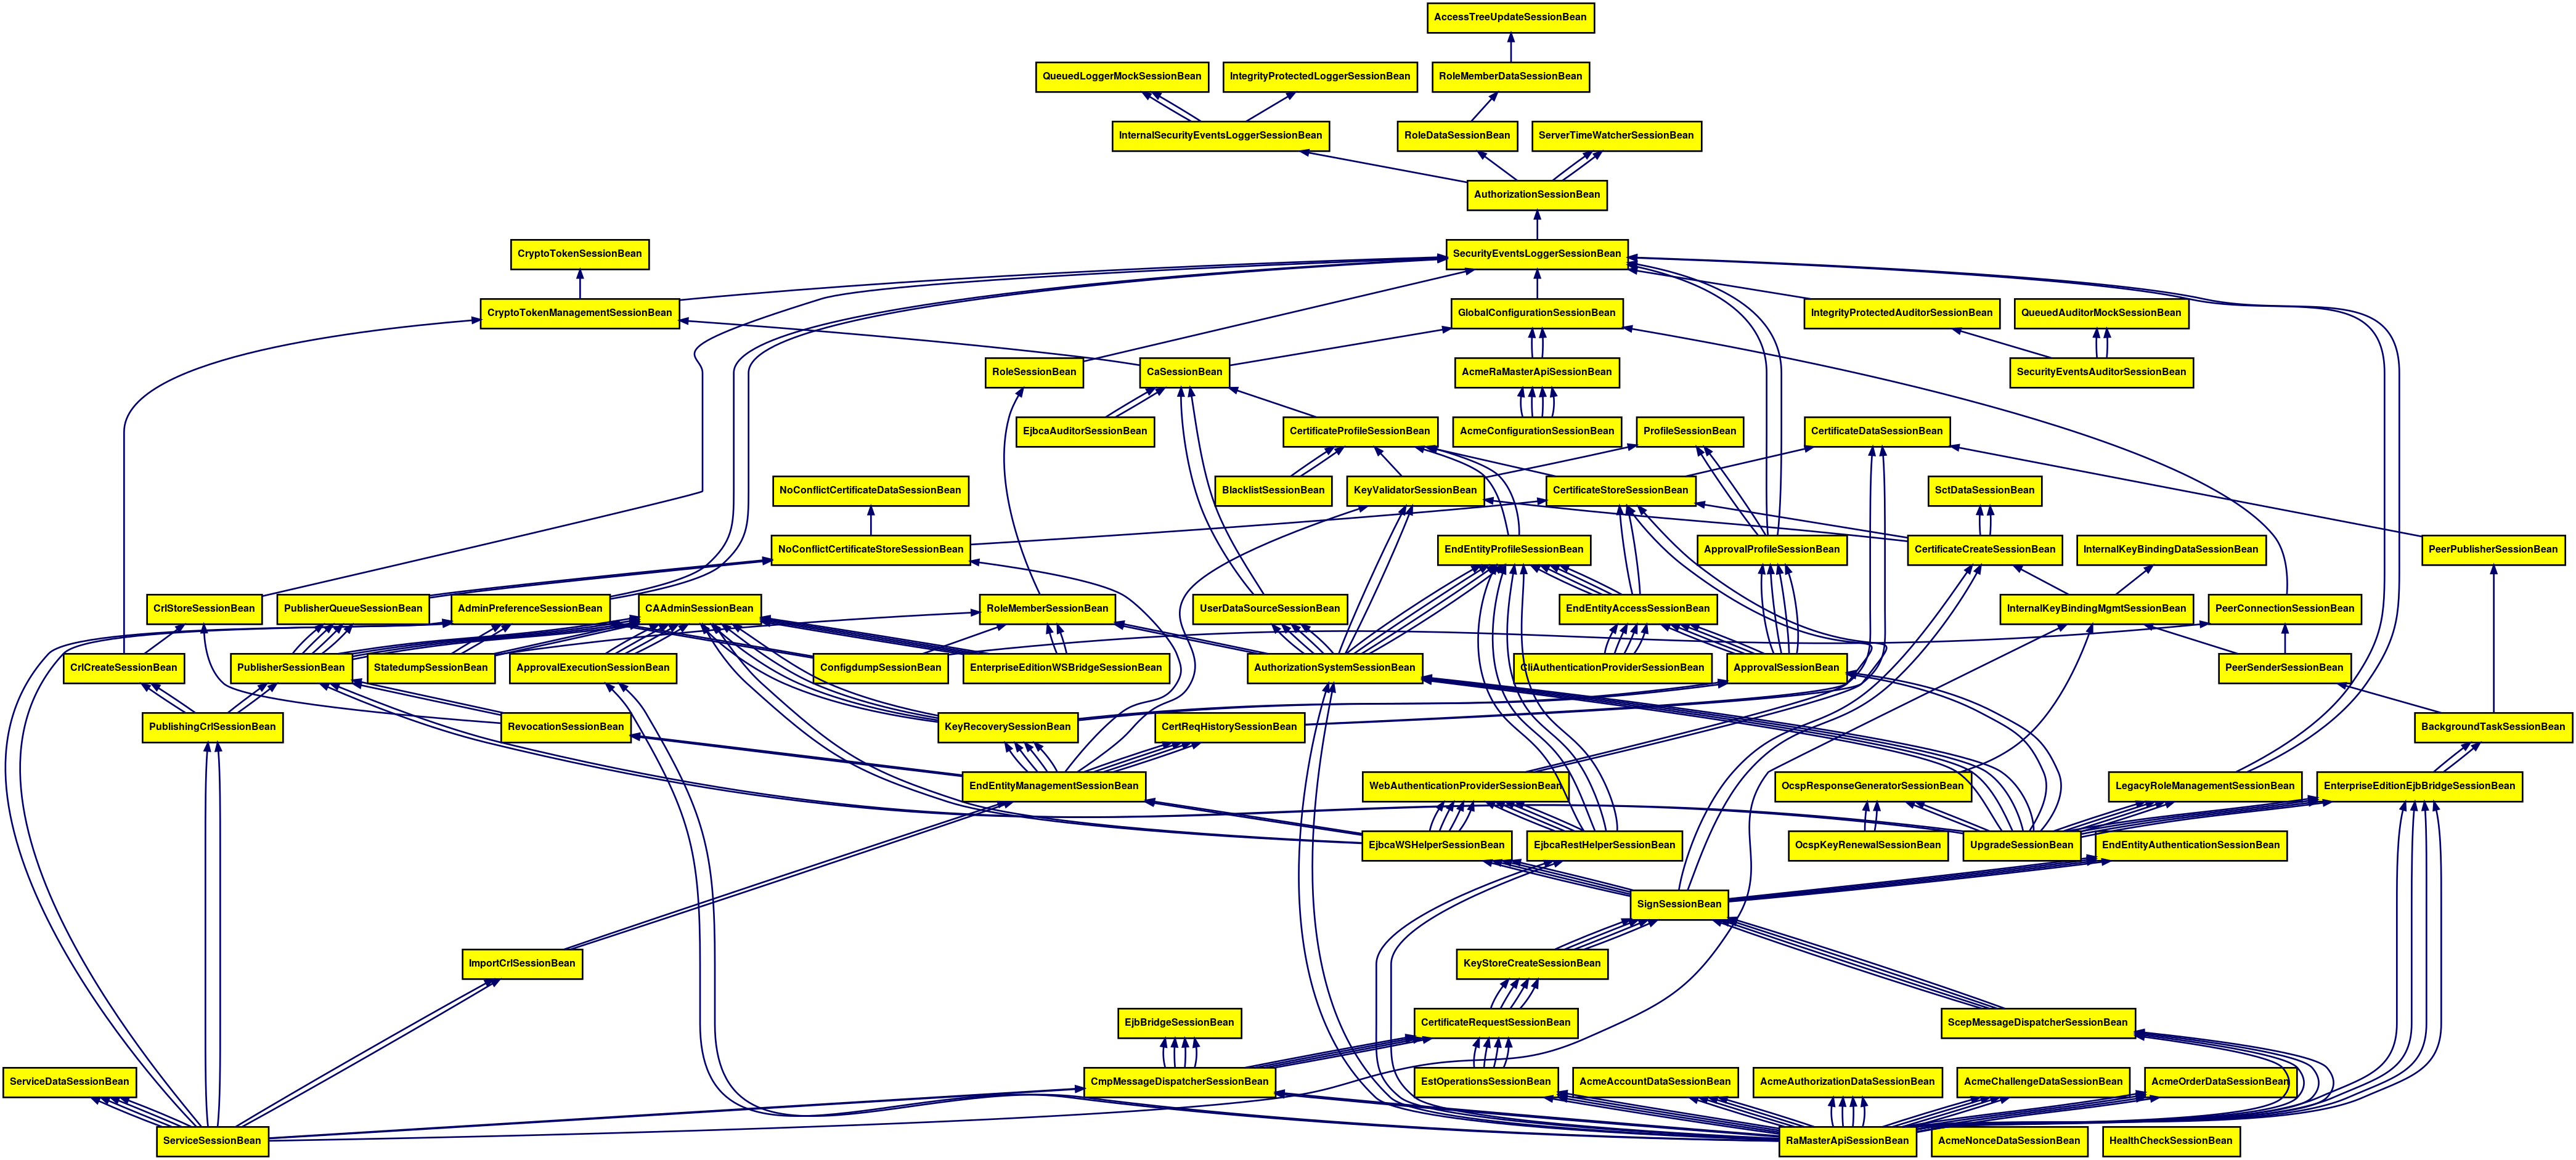 AccessTreeUpdateSessionBean
QueuedLoggerMockSessionBean
IntegrityProtectedLoggerSessionBean
RoleMemberDataSessionBean
InternalSecurityEventsLoggerSessionBean
RoleDataSessionBean
ServerTimeWatcherSessionBean
AuthorizationSessionBean
CryptoTokenSessionBean
SecurityEventsLoggerSessionBean
CryptoTokenManagementSessionBean
GlobalConfigurationSessionBean
IntegrityProtectedAuditorSessionBean
QueuedAuditorMockSessionBean
RoleSessionBean
CaSessionBean
AcmeRaMasterApiSessionBean
SecurityEventsAuditorSessionBean
EjbcaAuditorSessionBean
CertificateProfileSessionBean
AcmeConfigurationSessionBean
ProfileSessionBean
CertificateDataSessionBean
NoConflictCertificateDataSessionBean
BlacklistSessionBean
KeyValidatorSessionBean
CertificateStoreSessionBean
SctDataSessionBean
NoConflictCertificateStoreSessionBean
EndEntityProfileSessionBean
ApprovalProfileSessionBean
CertificateCreateSessionBean
InternalKeyBindingDataSessionBean
PeerPublisherSessionBean
CrlStoreSessionBean
PublisherQueueSessionBean
AdminPreferenceSessionBean
CAAdminSessionBean
RoleMemberSessionBean
UserDataSourceSessionBean
EndEntityAccessSessionBean
InternalKeyBindingMgmtSessionBean
PeerConnectionSessionBean
CrlCreateSessionBean
PublisherSessionBean
StatedumpSessionBean
ApprovalExecutionSessionBean
ConfigdumpSessionBean
EnterpriseEditionWSBridgeSessionBean
AuthorizationSystemSessionBean
CliAuthenticationProviderSessionBean
ApprovalSessionBean
PeerSenderSessionBean
PublishingCrlSessionBean
RevocationSessionBean
KeyRecoverySessionBean
CertReqHistorySessionBean
BackgroundTaskSessionBean
EndEntityManagementSessionBean
WebAuthenticationProviderSessionBean
OcspResponseGeneratorSessionBean
LegacyRoleManagementSessionBean
EnterpriseEditionEjbBridgeSessionBean
EjbcaWSHelperSessionBean
EjbcaRestHelperSessionBean
OcspKeyRenewalSessionBean
UpgradeSessionBean
EndEntityAuthenticationSessionBean
SignSessionBean
ImportCrlSessionBean
KeyStoreCreateSessionBean
EjbBridgeSessionBean
CertificateRequestSessionBean
ScepMessageDispatcherSessionBean
ServiceDataSessionBean
CmpMessageDispatcherSessionBean
EstOperationsSessionBean
AcmeAccountDataSessionBean
AcmeAuthorizationDataSessionBean
AcmeChallengeDataSessionBean
AcmeOrderDataSessionBean
ServiceSessionBean
RaMasterApiSessionBean
AcmeNonceDataSessionBean
HealthCheckSessionBean